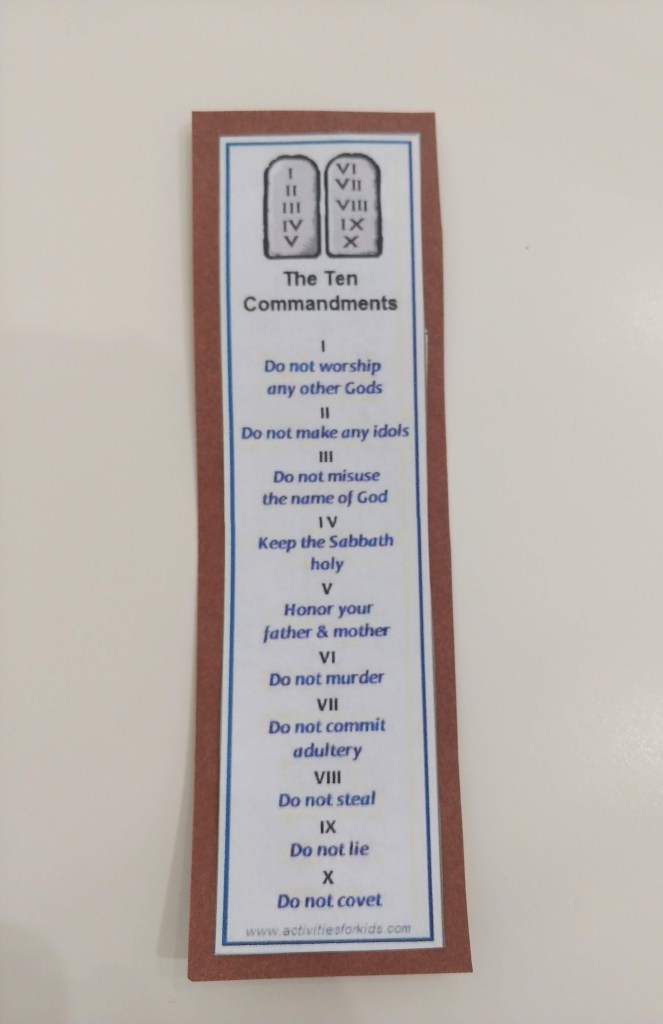 I
II
III
IV
V
VI
VII
VIII
IX
X
The Ten
Commandments
I
Do not worship
any other Gods
II
Do not make any idols
III
Do not misuse
the name of God
IV
Keep the Sabbath
holy
V
Honor your
father & mother
VI
Do not murder
VII
Do not commit
adultery
VIII
Do not steal
IX
Do not lie
X
Do not covet
www.activitiesforkids.com